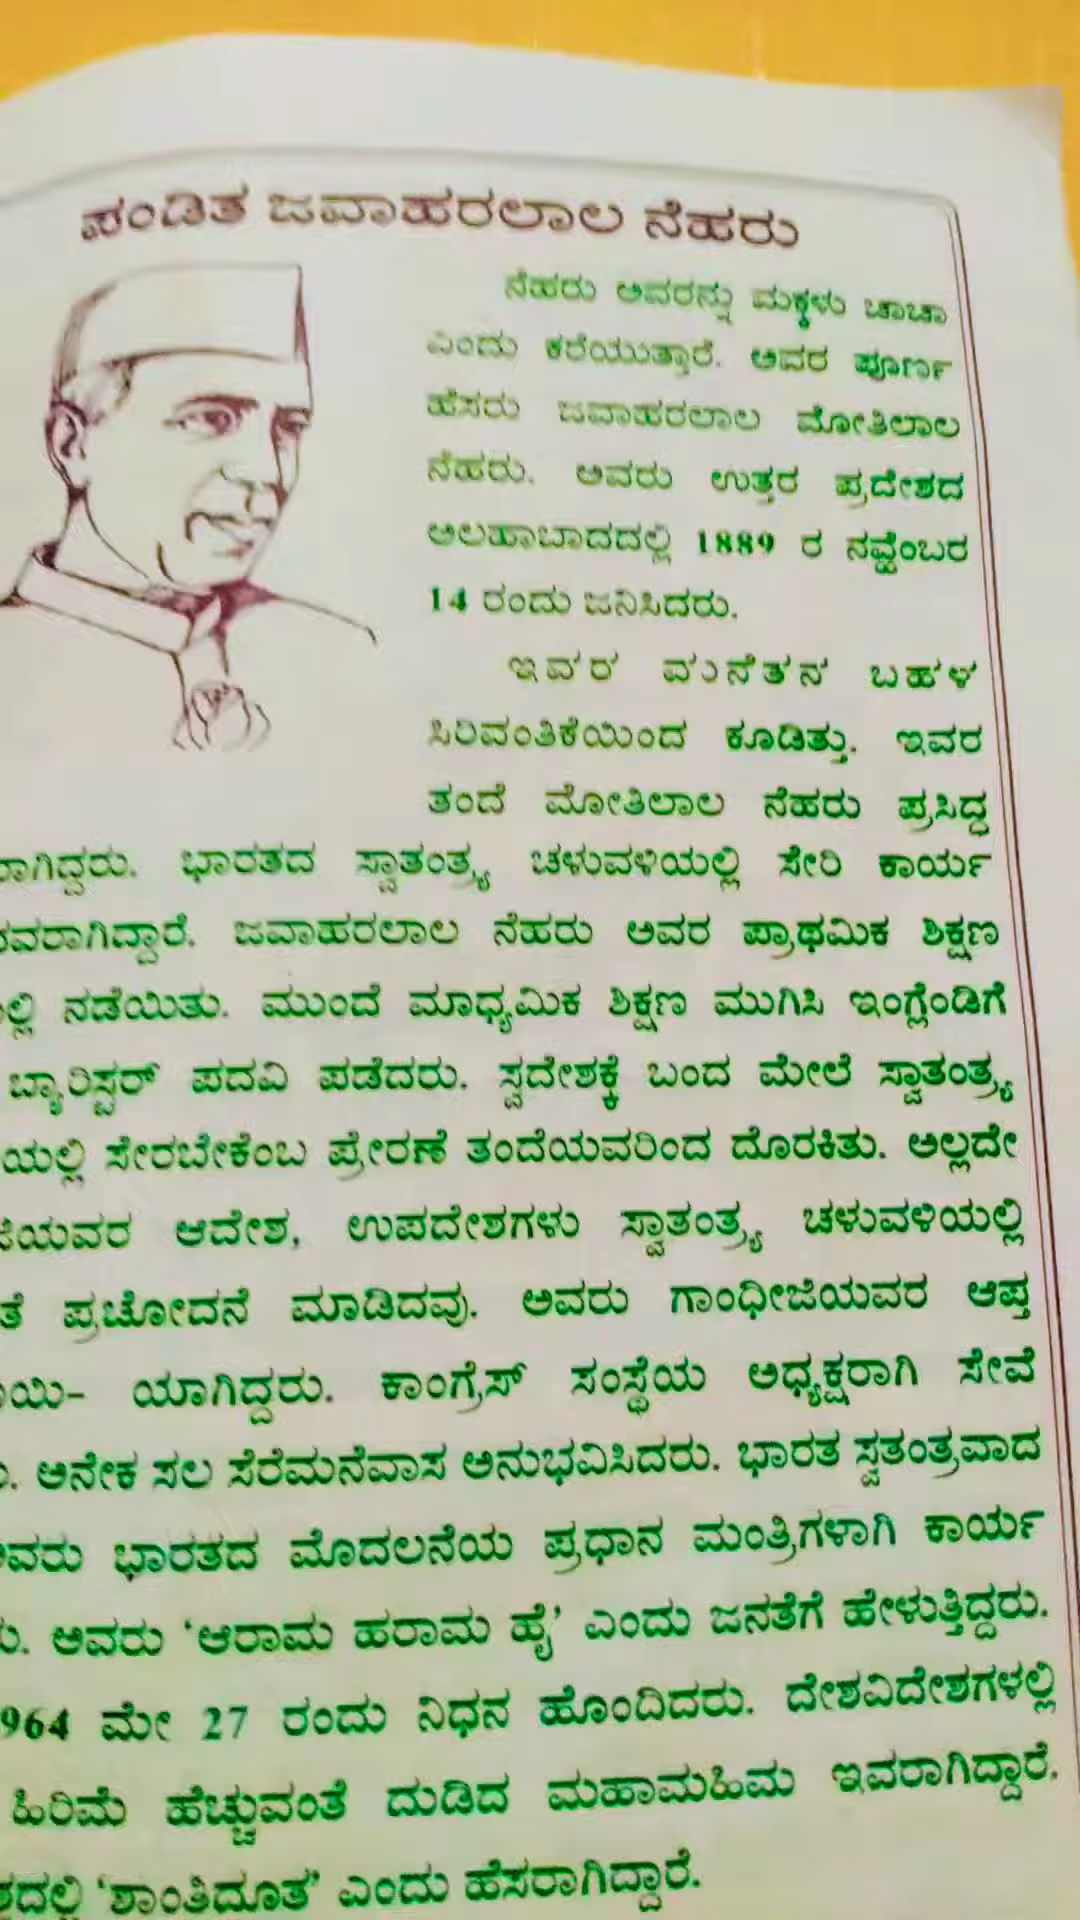 ಪಂಡಿತ ಜವಾಹರಲಾಲ ನೆಹರು
ನೆಹರು ಅವರನ್ನು ಮಕ್ಕಳು ಚಾಚಾ
ಎಂದು ಕರೆಯುತ್ತಾರೆ. ಅವರ ಪೂರ್ಣ
ಹೆಸರು ಜವಾಹರಲಾಲ ಮೋತಿಲಾಲ
ನೆಹರು. ಅವರು ಉತ್ತರ ಪ್ರದೇಶದ
ಅಲಹಾಬಾದದಲ್ಲಿ 1889 ರ ನವ್ಹೆಂಬರ
14 ರಂದು ಜನಿಸಿದರು.
ಇವರ ಮನೆತನ ಬಹಳ
ಸಿರಿವಂತಿಕೆಯಿಂದ ಕೂಡಿತ್ತು. ಇವರ
ತಂದೆ ಮೋತಿಲಾಲ ನೆಹರು ಪ್ರಸಿದ್ಧ
ರಾಗಿದ್ದರು. ಭಾರತದ ಸ್ವಾತಂತ್ರ್ಯ ಚಳುವಳಿಯಲ್ಲಿ ಸೇರಿ ಕಾರ್ಯ
ವರಾಗಿದ್ದಾರೆ. ಜವಾಹರಲಾಲ ನೆಹರು ಅವರ ಪ್ರಾಥಮಿಕ ಶಿಕ್ಷಣ
ಲ್ಲಿ ನಡೆಯಿತು. ಮುಂದೆ ಮಾಧ್ಯಮಿಕ ಶಿಕ್ಷಣ ಮುಗಿಸಿ ಇಂಗ್ಲೆಂಡಿಗೆ
ಬ್ಯಾರಿಸ್ಟರ್ ಪದವಿ ಪಡೆದರು. ಸ್ವದೇಶಕ್ಕೆ ಬಂದ ಮೇಲೆ ಸ್ವಾತಂತ್ರ್ಯ
ಯಲ್ಲಿ ಸೇರಬೇಕೆಂಬ ಪ್ರೇರಣೆ ತಂದೆಯವರಿಂದ ದೊರಕಿತು. ಅಲ್ಲದೇ
ಜಿಯವರ ಆದೇಶ, ಉಪದೇಶಗಳು ಸ್ವಾತಂತ್ರ್ಯ ಚಳುವಳಿಯಲ್ಲಿ
ತೆ ಪ್ರಚೋದನೆ ಮಾಡಿದವು. ಅವರು ಗಾಂಧೀಜಿಯವರ ಆಪ್ತ
ಯಿ- ಯಾಗಿದ್ದರು. ಕಾಂಗ್ರೆಸ್ ಸಂಸ್ಥೆಯ ಅಧ್ಯಕ್ಷರಾಗಿ ಸೇವೆ
ಅನೇಕ ಸಲ ಸೆರೆಮನೆವಾಸ ಅನುಭವಿಸಿದರು. ಭಾರತ ಸ್ವತಂತ್ರವಾದ
ಅವರು ಭಾರತದ ಮೊದಲನೆಯ ಪ್ರಧಾನ ಮಂತ್ರಿಗಳಾಗಿ ಕಾರ್ಯ
ಅವರು 'ಆರಾಮ ಹರಾಮ ಹೈ' ಎಂದು ಜನತೆಗೆ ಹೇಳುತ್ತಿದ್ದರು.
964 ಮೇ 27 ರಂದು ನಿಧನ ಹೊಂದಿದರು. ದೇಶವಿದೇಶಗಳಲ್ಲಿ
ಹಿರಿಮೆ ಹೆಚ್ಚುವಂತೆ ದುಡಿದ ಮಹಾಮಹಿಮ ಇವರಾಗಿದ್ದಾರೆ.
ದಲ್ಲಿ 'ಶಾಂತಿದೂತ' ಎಂದು ಹೆಸರಾಗಿದ್ದಾರೆ.